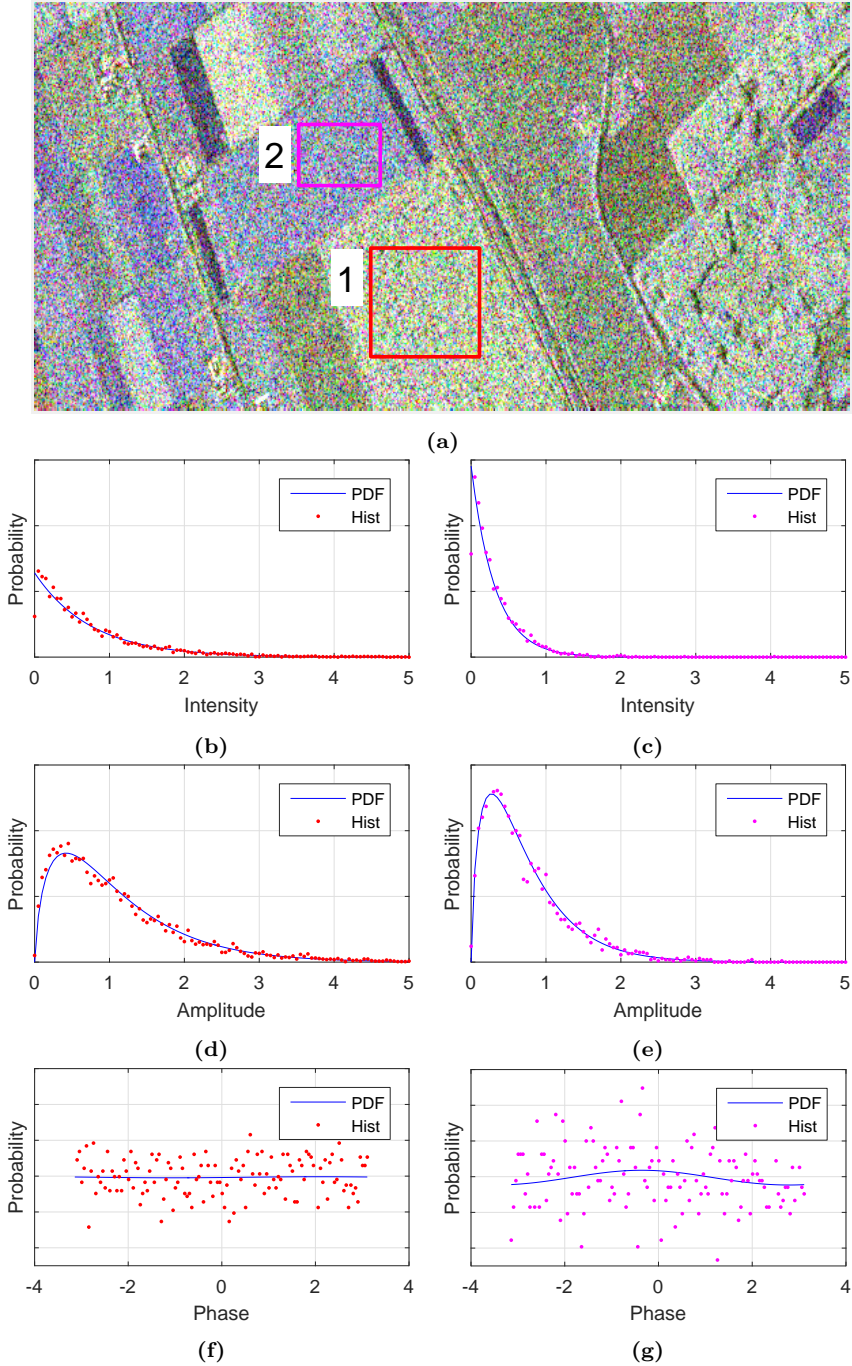 2
1
(a)
Probability
PDF
Hist
0 1 2 3 4 5
Intensity
(b)
Probability
PDF
Hist
0 1 2 3 4 5
Intensity
(c)
Probability
PDF
Hist
0 1 2 3 4 5
Amplitude
(d)
Probability
PDF
Hist
0 1 2 3 4 5
Amplitude
(e)
Probability
PDF
Hist
-4 -2 0 2 4
Phase
(f)
Probability
PDF
Hist
-4 -2 0 2 4
Phase
(g)